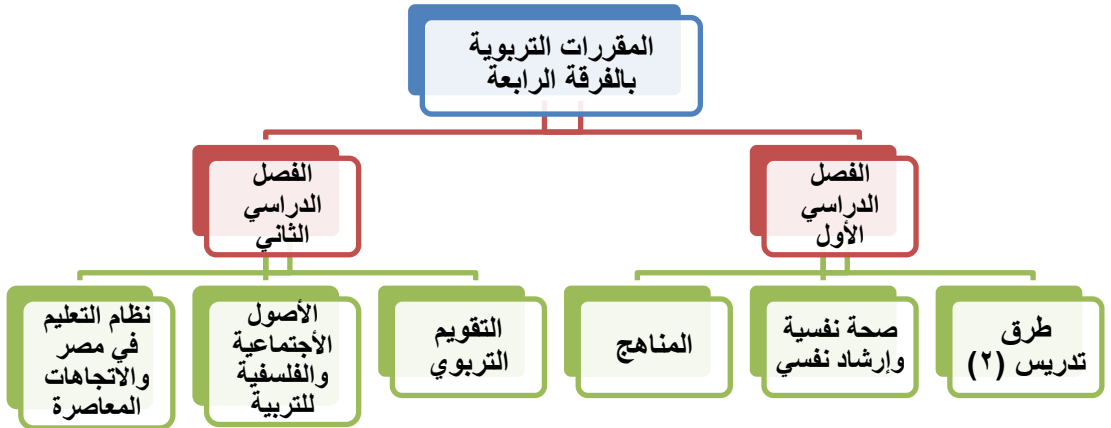 المقررات التربوية
بالفرقة الرابعة
الفصل
الدراسي
الأول
الفصل
الدراسي
الثاني
طرق
تدريس (٢)
صحة نفسية
وإرشاد نفسي
المناهج
التقويم
التربوي
الأصول
الأجتماعية
والفلسفية
للتربية
نظام التعليم
في مصر
والاتجاهات
المعاصرة